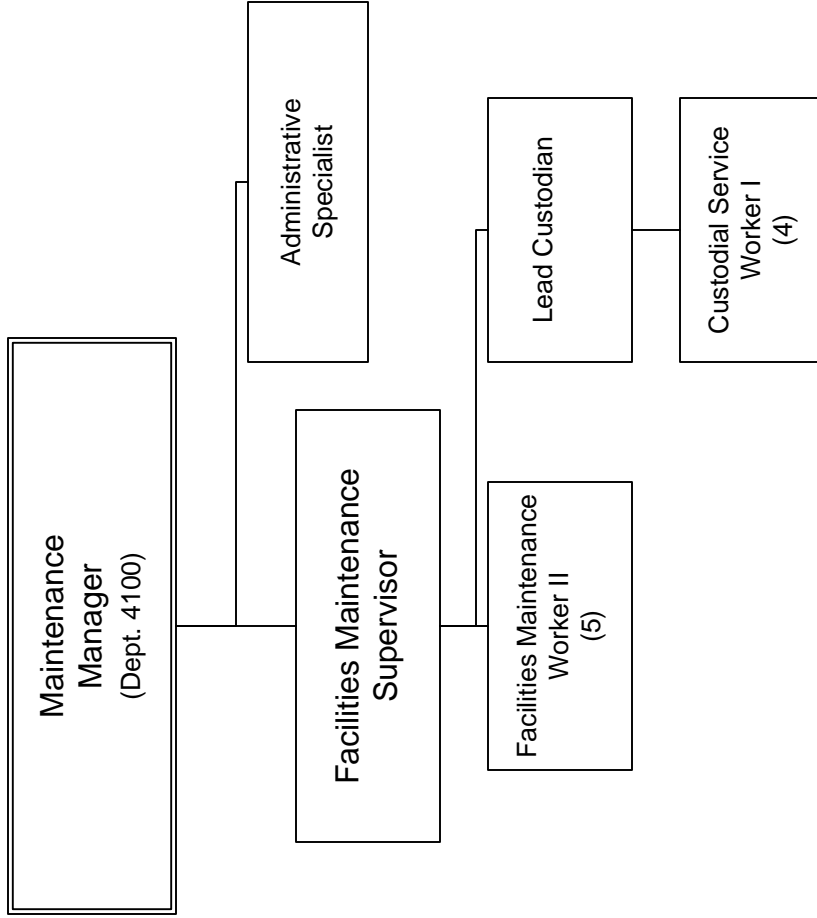 Maintenance
Manager
(Dept. 4100)
Administrative
Specialist
Facilities Maintenance
Supervisor
Facilities Maintenance
Worker II
(5)
Lead Custodian
Custodial Service
Worker I
(4)